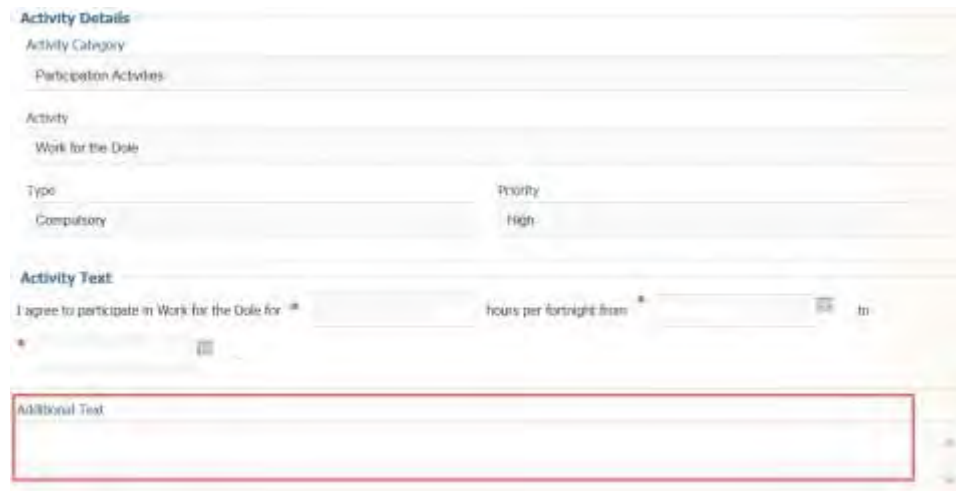 Activity Details
Activity Category
Participation Activities
Activity
Work for the Dole
Type Priority
Compulsory High
Activity Text
I agree to participate in Work for the Dole for * hours per fortnight from * to
*
Additional Text